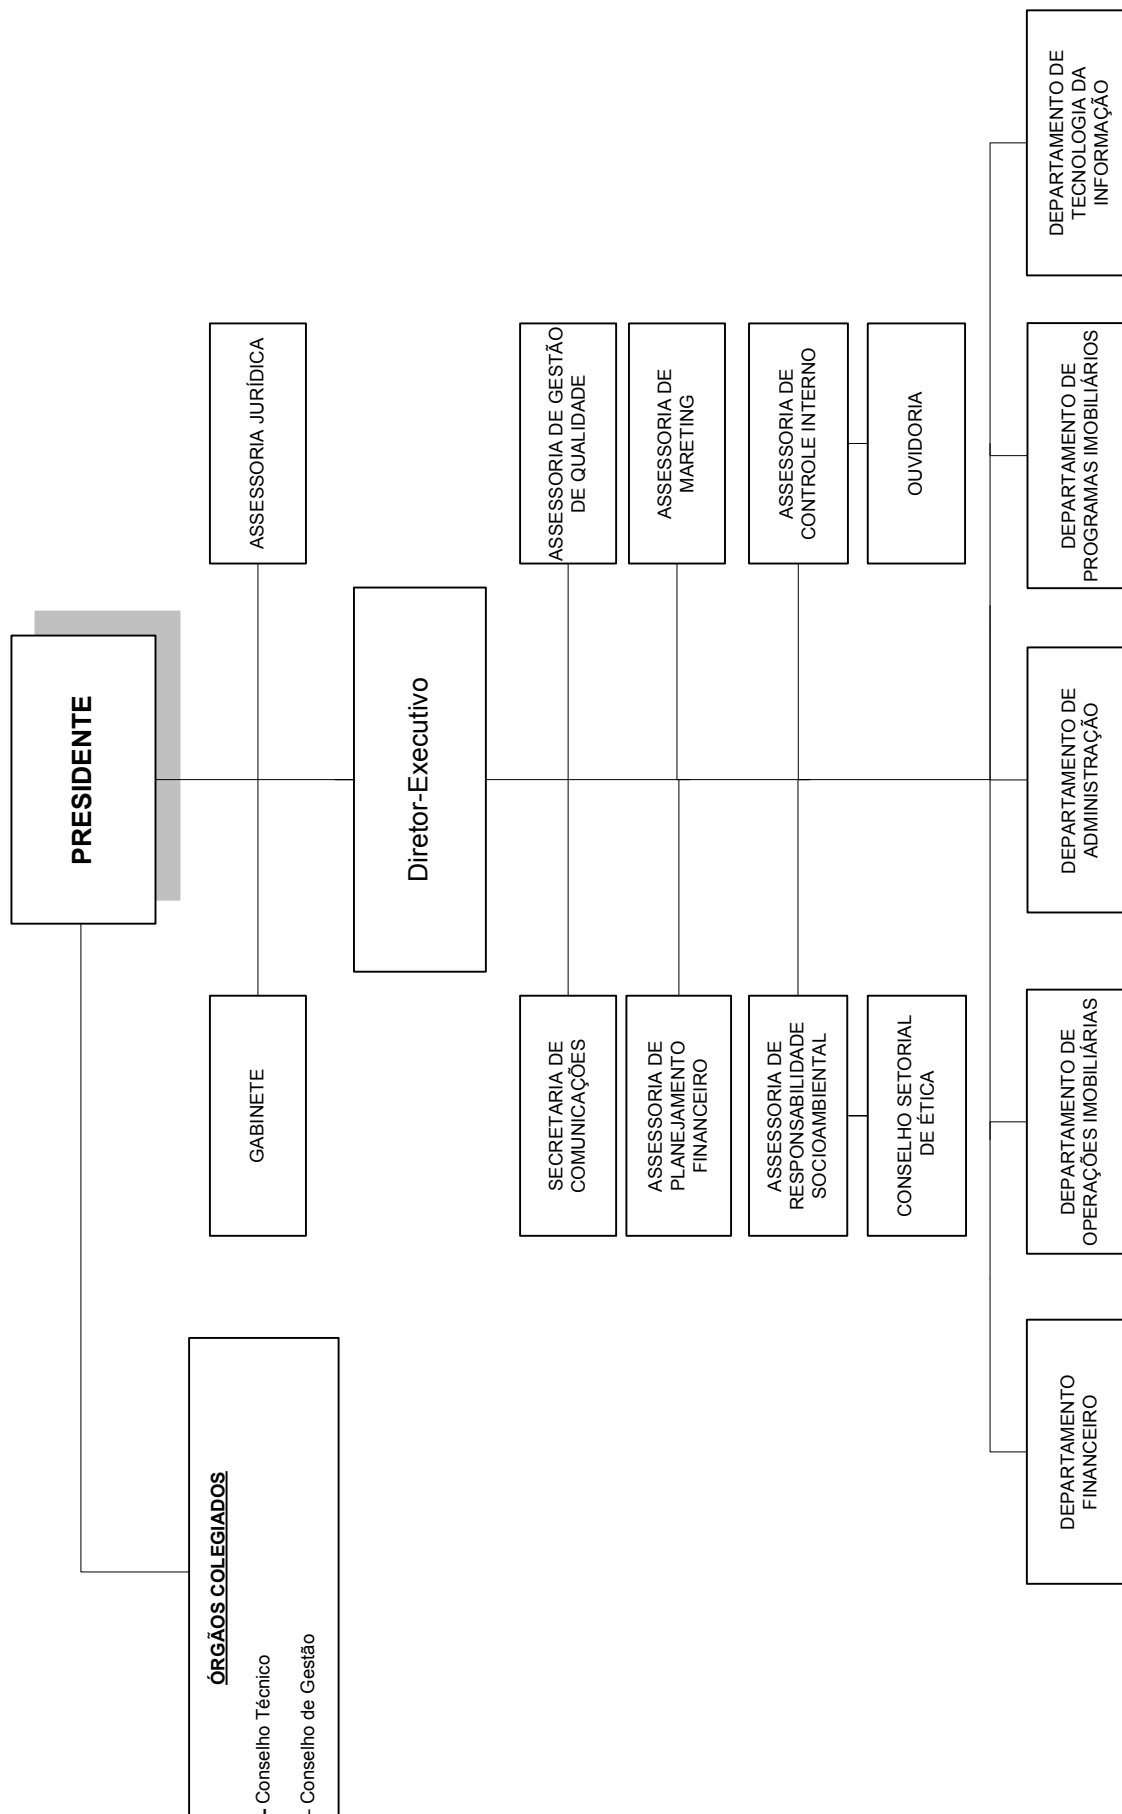 PRESIDENTE
ÓRGÃOS COLEGIADOS
- Conselho Técnico
- Conselho de Gestão
GABINETE
ASSESSORIA JURÍDICA
Diretor-Executivo
SECRETARIA DE
COMUNICAÇÕES
ASSESSORIA DE GESTÃO
DE QUALIDADE
ASSESSORIA DE
PLANEJAMENTO
FINANCEIRO
ASSESSORIA DE
MARETING
ASSESSORIA DE
RESPONSABILIDADE
SOCIOAMBIENTAL
ASSESSORIA DE
CONTROLE INTERNO
CONSELHO SETORIAL
DE ÉTICA
OUVIDORIA
DEPARTAMENTO
FINANCEIRO
DEPARTAMENTO DE
OPERAÇÕES IMOBILIÁRIAS
DEPARTAMENTO DE
ADMINISTRAÇÃO
DEPARTAMENTO DE
PROGRAMAS IMOBILIÁRIOS
DEPARTAMENTO DE
TECNOLOGIA DA
INFORMAÇÃO